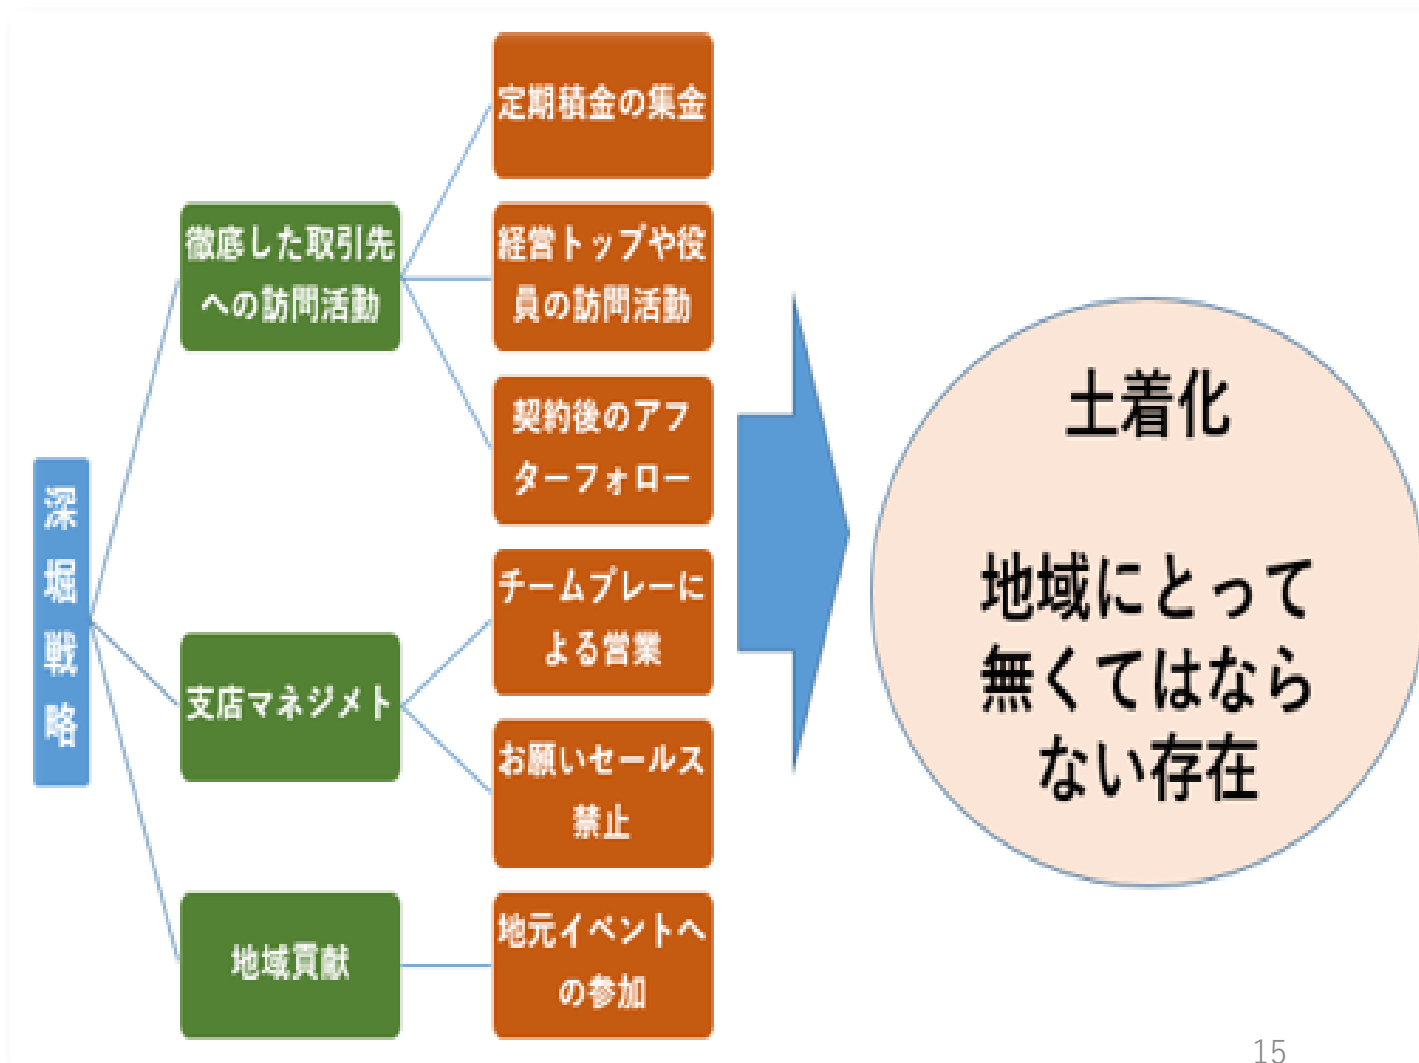 深堀戦略
徹底した取引先
への訪問活動
支店マネジメト
地域貢献
定期積金の集金
経営トップや役
員の訪問活動
契約後のアフ
ターフォロー
チームプレーに
よる営業
お願いセールス
禁止
地元イベントへ
の参加
土着化
地域にとって
無くてはなら
ない存在
15